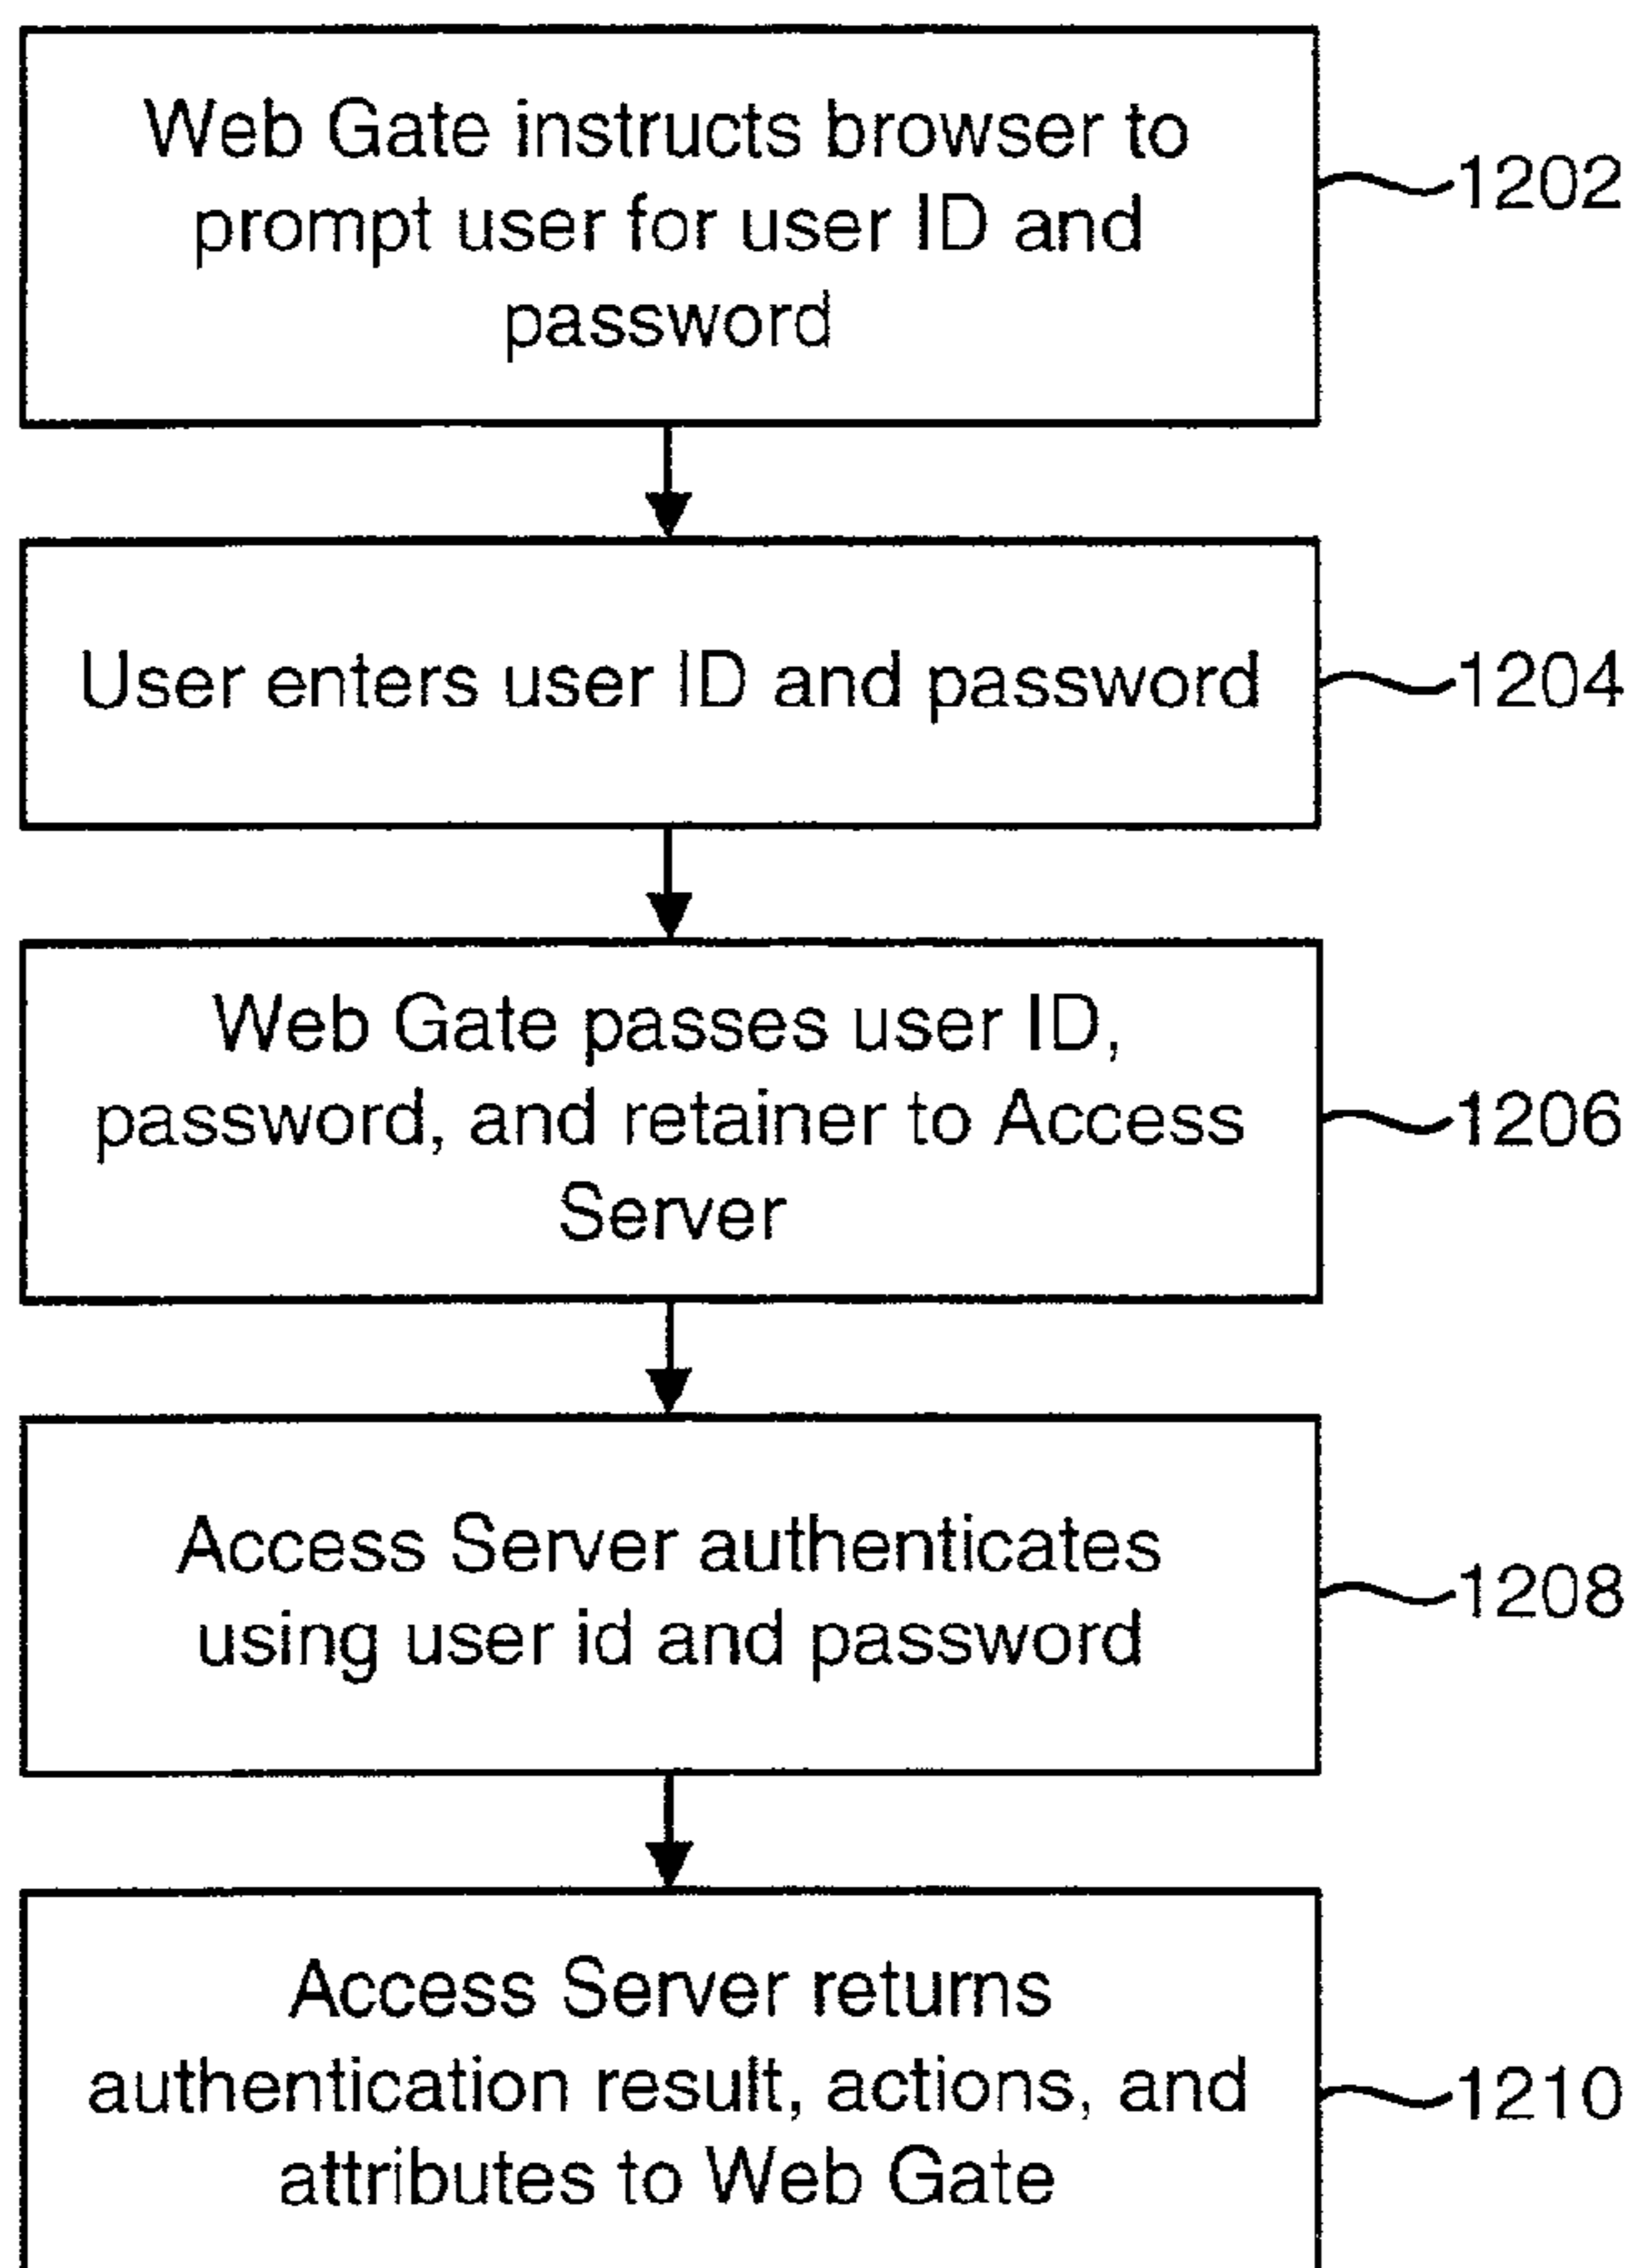 Web Gate instructs browser to
prompt user for user ID and
password
1202
User enters user ID and password
1204
Web Gate passes user ID,
password, and retainer to Access
Server
1206
Access Server authenticates
using user id and password
1208
Access Server returns
authentication result, actions, and
attributes to Web Gate
1210